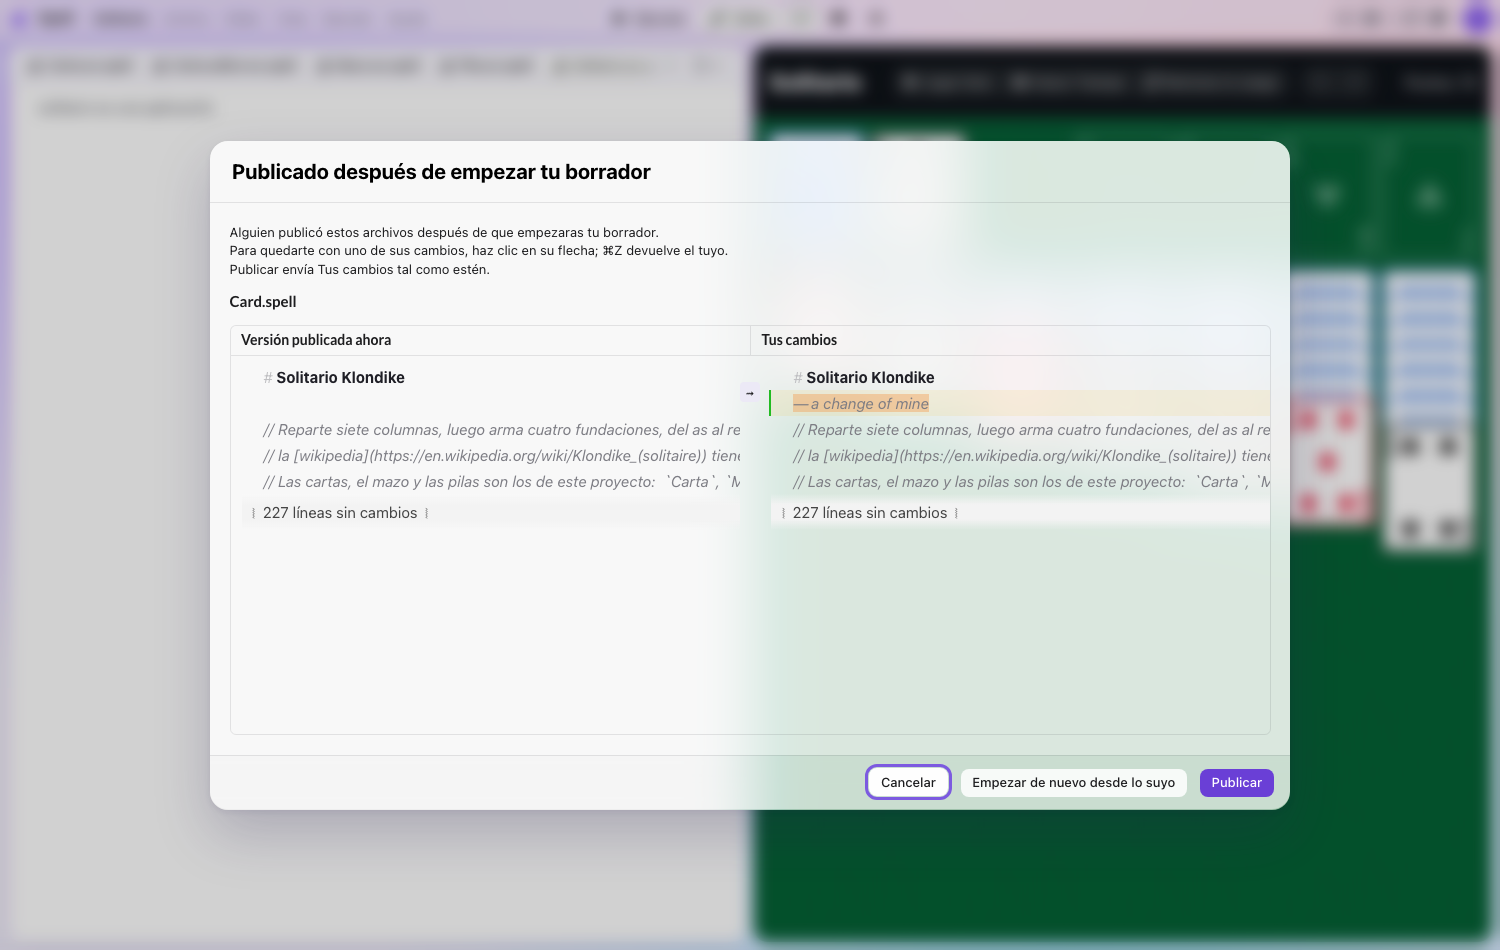 Publicado después de empezar tu borrador
Alguien publicó estos archivos después de que empezaras tu borrador.
Para quedarte con uno de sus cambios, haz clic en su flecha; ⌘Z devuelve el tuyo.
Publicar envía Tus cambios tal como estén.
Card.spell
Versión publicada ahora
# Solitario Klondike
// Reparte siete columnas, luego arma cuatro fundaciones, del as al re
// la [wikipedia](https://en.wikipedia.org/wiki/Klondike_(solitaire)) tiene
// Las cartas, el mazo y las pilas son los de este proyecto: `Carta`, `M
227 líneas sin cambios
→
Tus cambios
# Solitario Klondike
— a change of mine
// Reparte siete columnas, luego arma cuatro fundaciones, del as al re
// la [wikipedia](https://en.wikipedia.org/wiki/Klondike_(solitaire)) tiene
// Las cartas, el mazo y las pilas son los de este proyecto: `Carta`, `M
227 líneas sin cambios
Cancelar
Empezar de nuevo desde lo suyo
Publicar